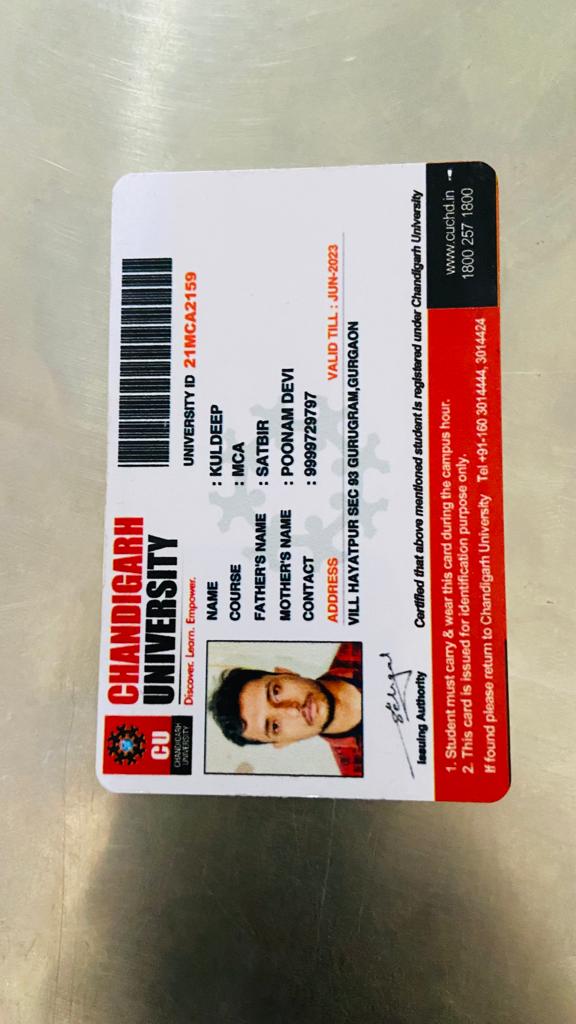 CHANDIGARH
UNIVERSITY
Discover. Learn. Empower.
CU
CHANDIGARH
UNIVERSITY
UNIVERSITY ID 21MCA2159
NAME : KULDEEP
COURSE : MCA
FATHER'S NAME : SATBIR
MOTHER'S NAME : POONAM DEVI
CONTACT : 9999729797
ADDRESS VALID TILL : JUN-2023
VILL HAYATPUR SEC 93 GURUGRAM,GURGAON
Issuing Authority Certified that above mentioned student is registered under Chandigarh University
1. Student must carry & wear this card during the campus hour.
2. This card is issued for identification purpose only.
If found please return to Chandigarh University Tel +91-160 3014444, 3014424
www.cuchd.in
1800 257 1800